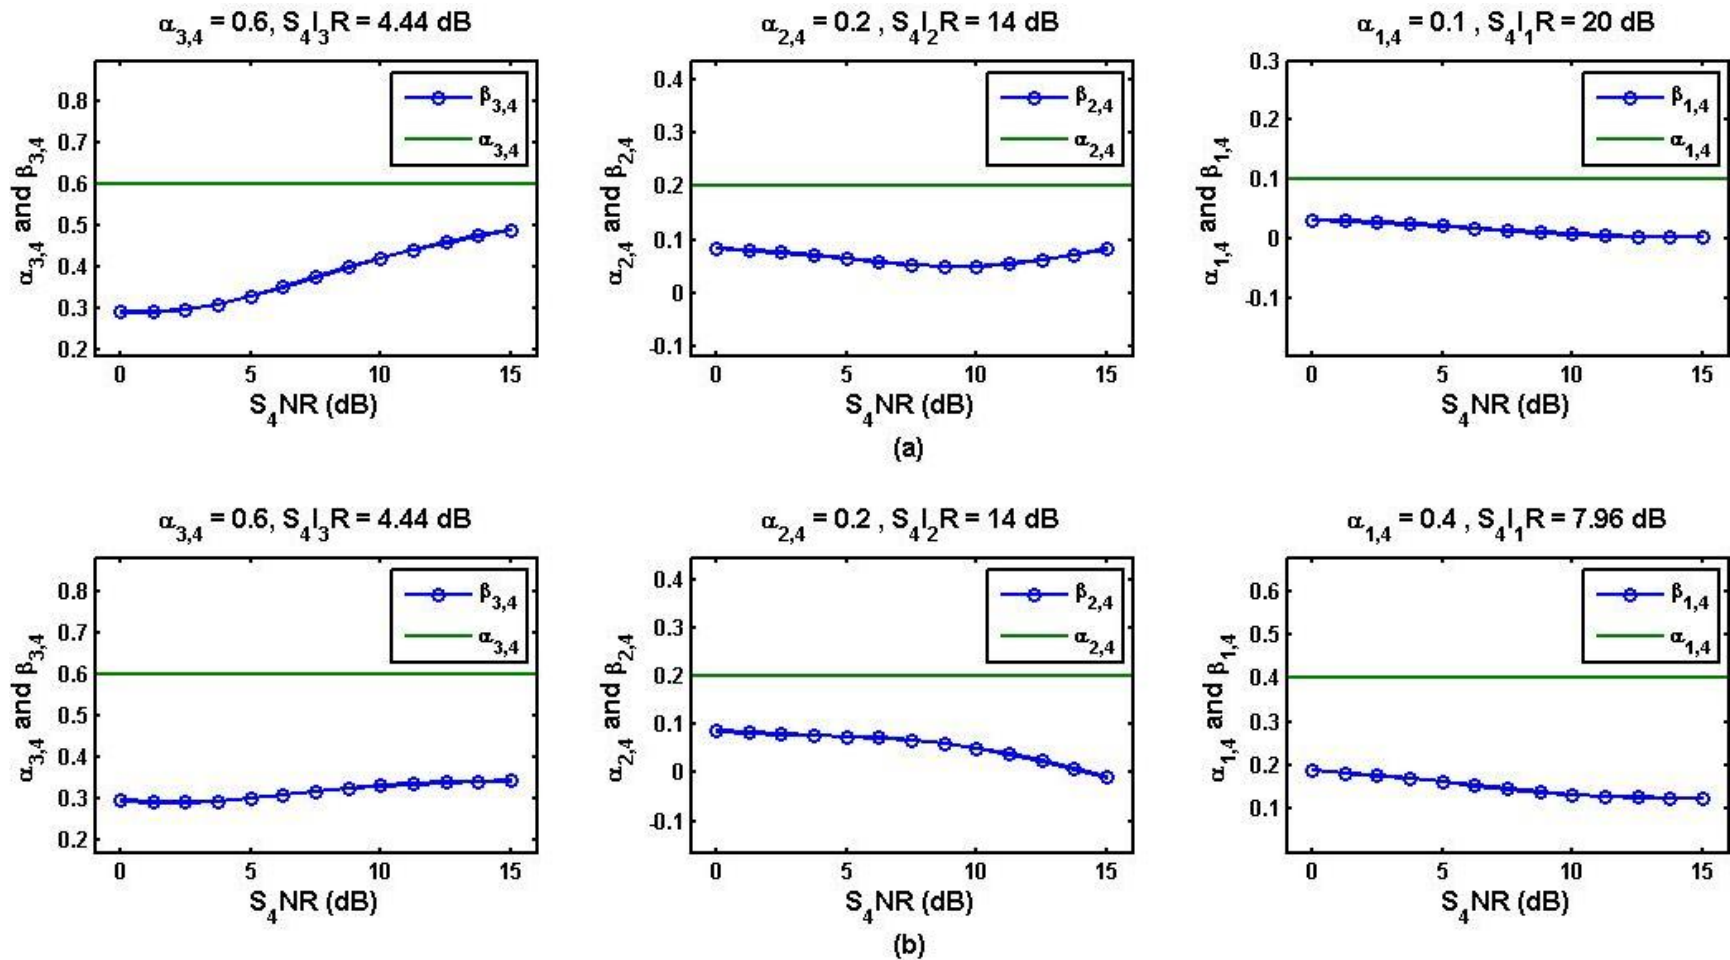 α3,4 = 0.6, S4I3R = 4.44 dB
α3,4 and β3,4
0.8
0.7
0.6
0.5
0.4
0.3
0.2
β3,4
α3,4
0 5 10 15
S4NR (dB)
α2,4 = 0.2 , S4I2R = 14 dB
α2,4 and β2,4
0.4
0.3
0.2
0.1
0
-0.1
β2,4
α2,4
0 5 10 15
S4NR (dB)
(a)
α1,4 = 0.1 , S4I1R = 20 dB
α1,4 and β1,4
0.3
0.2
0.1
0
-0.1
β1,4
α1,4
0 5 10 15
S4NR (dB)
α3,4 = 0.6, S4I3R = 4.44 dB
α3,4 and β3,4
0.8
0.7
0.6
0.5
0.4
0.3
0.2
β3,4
α3,4
0 5 10 15
S4NR (dB)
α2,4 = 0.2 , S4I2R = 14 dB
α2,4 and β2,4
0.4
0.3
0.2
0.1
0
-0.1
β2,4
α2,4
0 5 10 15
S4NR (dB)
(b)
α1,4 = 0.4 , S4I1R = 7.96 dB
α1,4 and β1,4
0.6
0.5
0.4
0.3
0.2
0.1
β1,4
α1,4
0 5 10 15
S4NR (dB)